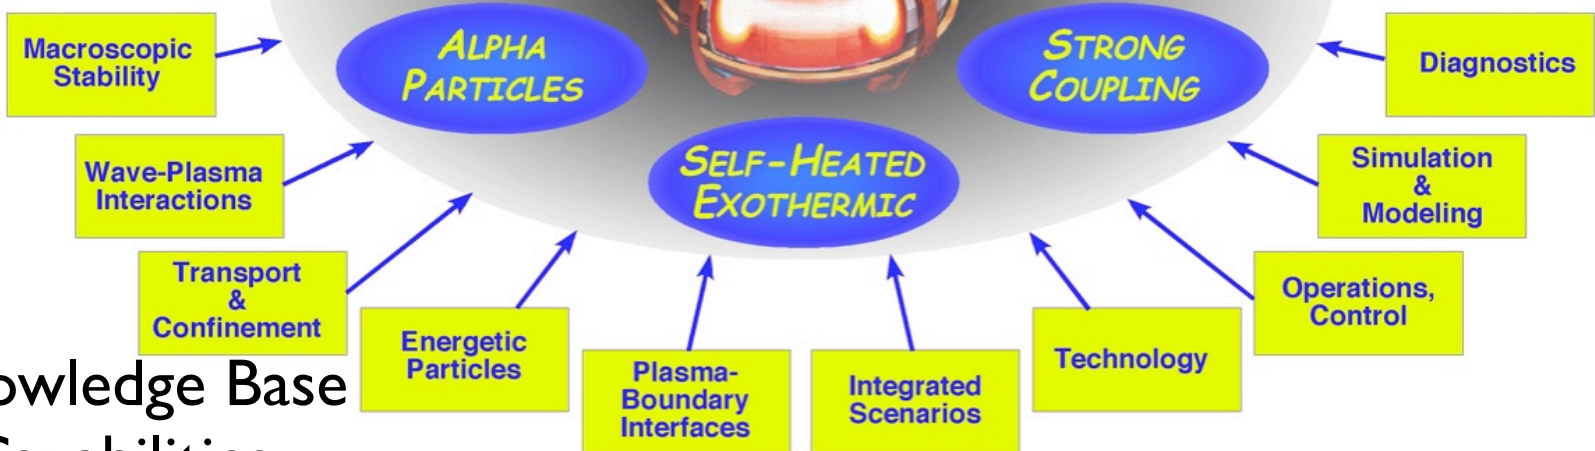 ALPHA
PARTICLES
STRONG
COUPLING
SELF-HEATED
EXOTHERMIC
Macroscopic
Stability
Wave-Plasma
Interactions
Transport
&
Confinement
Energetic
Particles
Plasma-
Boundary
Interfaces
Integrated
Scenarios
Technology
Operations,
Control
Simulation
&
Modeling
Diagnostics
Base